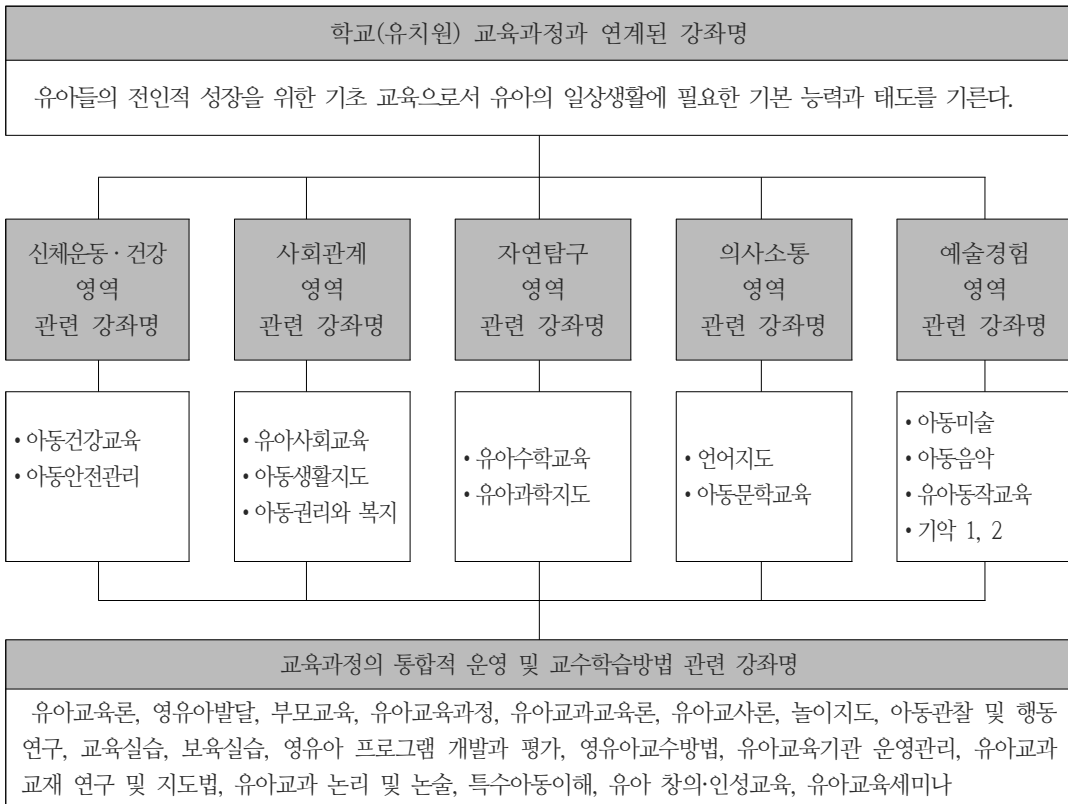 학교(유치원) 교육과정과 연계된 강좌명
유아들의 전인적 성장을 위한 기초 교육으로서 유아의 일상생활에 필요한 기본 능력과 태도를 기른다.
신체운동·건강
영역
관련 강좌명
사회관계
영역
관련 강좌명
자연탐구
영역
관련 강좌명
의사소통
영역
관련 강좌명
예술경험
영역
관련 강좌명
• 아동건강교육
• 아동안전관리
• 유아사회교육
• 아동생활지도
• 아동권리와 복지
• 유아수학교육
• 유아과학지도
• 언어지도
• 아동문학교육
• 아동미술
• 아동음악
• 유아동작교육
• 기악 1, 2
교육과정의 통합적 운영 및 교수학습방법 관련 강좌명
유아교육론, 영유아발달, 부모교육, 유아교육과정, 유아교과교육론, 유아교사론, 놀이지도, 아동관찰 및 행동
연구, 교육실습, 보육실습, 영유아 프로그램 개발과 평가, 영유아교수방법, 유아교육기관 운영관리, 유아교과
교재 연구 및 지도법, 유아교과 논리 및 논술, 특수아동이해, 유아 창의·인성교육, 유아교육세미나